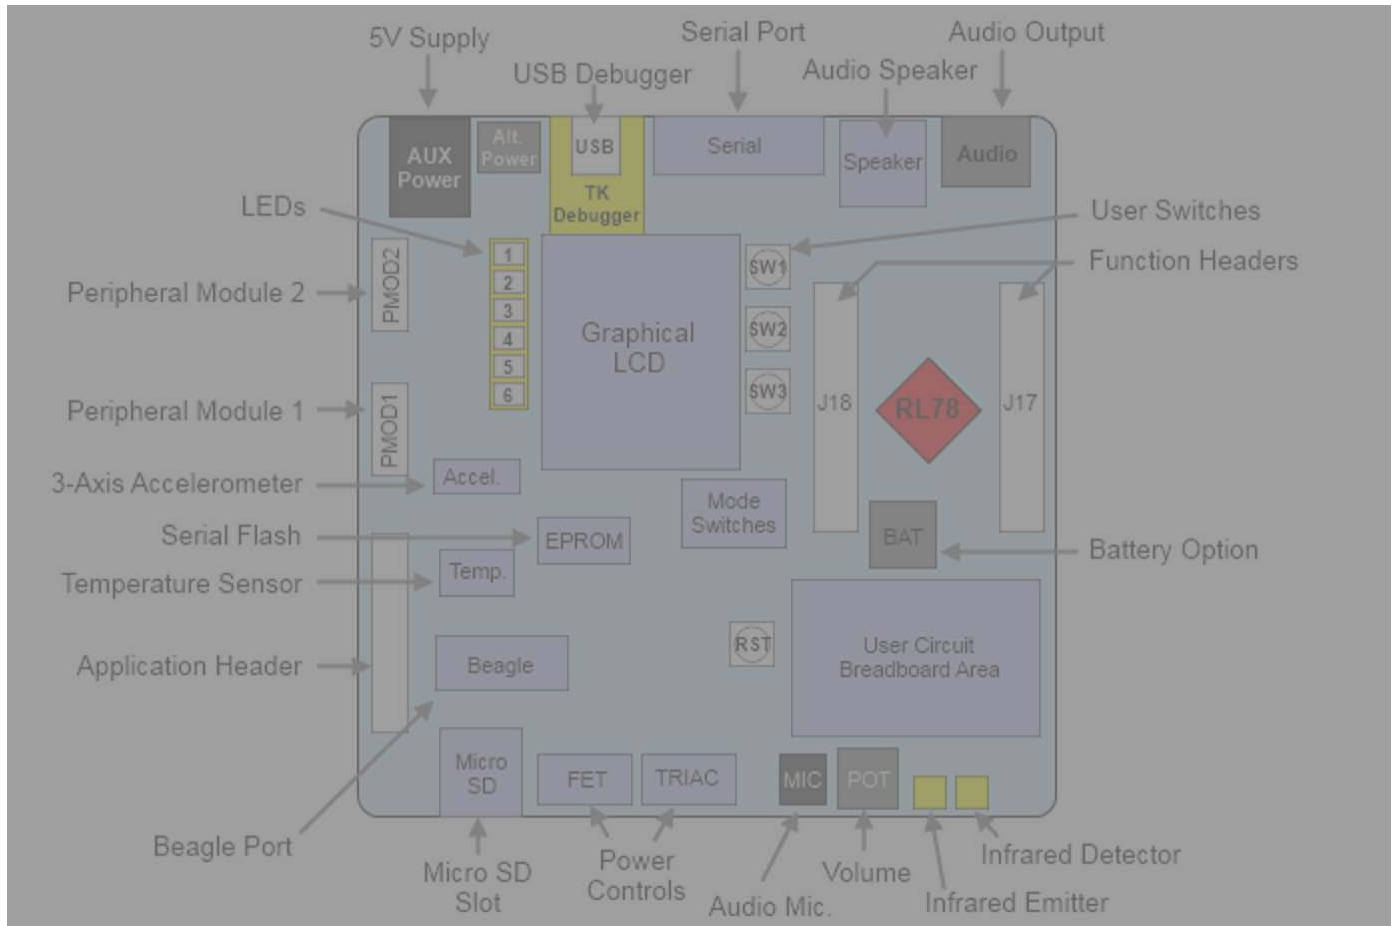 5V Supply
USB Debugger
Serial Port
Audio Speaker
Audio Output
AUX
Power
Alt.
Power
USB
TK
Debugger
Serial
Speaker
Audio
LEDs
User Switches
Function Headers
Peripheral Module 2
PMOD2
1
2
3
4
5
6
Graphical
LCD
SW1
SW2
SW3
J18
RL78
J17
Peripheral Module 1
PMOD1
3-Axis Accelerometer
Accel.
Mode
Switches
Serial Flash
EPROM
BAT
Battery Option
Temperature Sensor
Temp.
Application Header
Beagle
RST
User Circuit
Breadboard Area
Micro
SD
FET
TRIAC
MIC
POT
Beagle Port
Micro SD
Slot
Power
Controls
Audio Mic.
Volume
Infrared Detector
Infrared Emitter